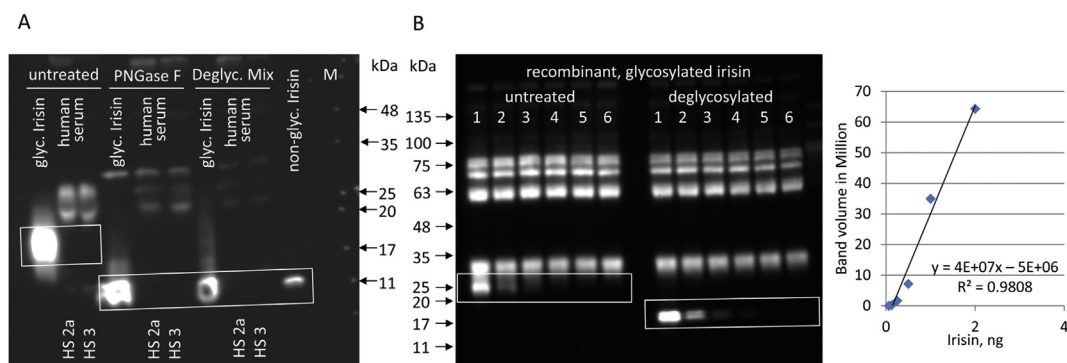 A
untreated
PNGase F
Deglyc. Mix
glyc. Irisin
human
serum
glyc. Irisin
human
serum
glyc. Irisin
human
serum
non-glyc. Irisin
M
HS 2a
HS 3
HS 2a
HS 3
HS 2a
HS 3
kDa
48
35
25
20
17
11
B
kDa
135
100
75
63
48
35
25
20
17
11
recombinant, glycosylated irisin
untreated
deglycosylated
1 2 3 4 5 6
1 2 3 4 5 6
Band volume in Million
70
60
50
40
30
20
10
0
y = 4E+07x – 5E+06
R² = 0.9808
0 2 4
Irisin, ng